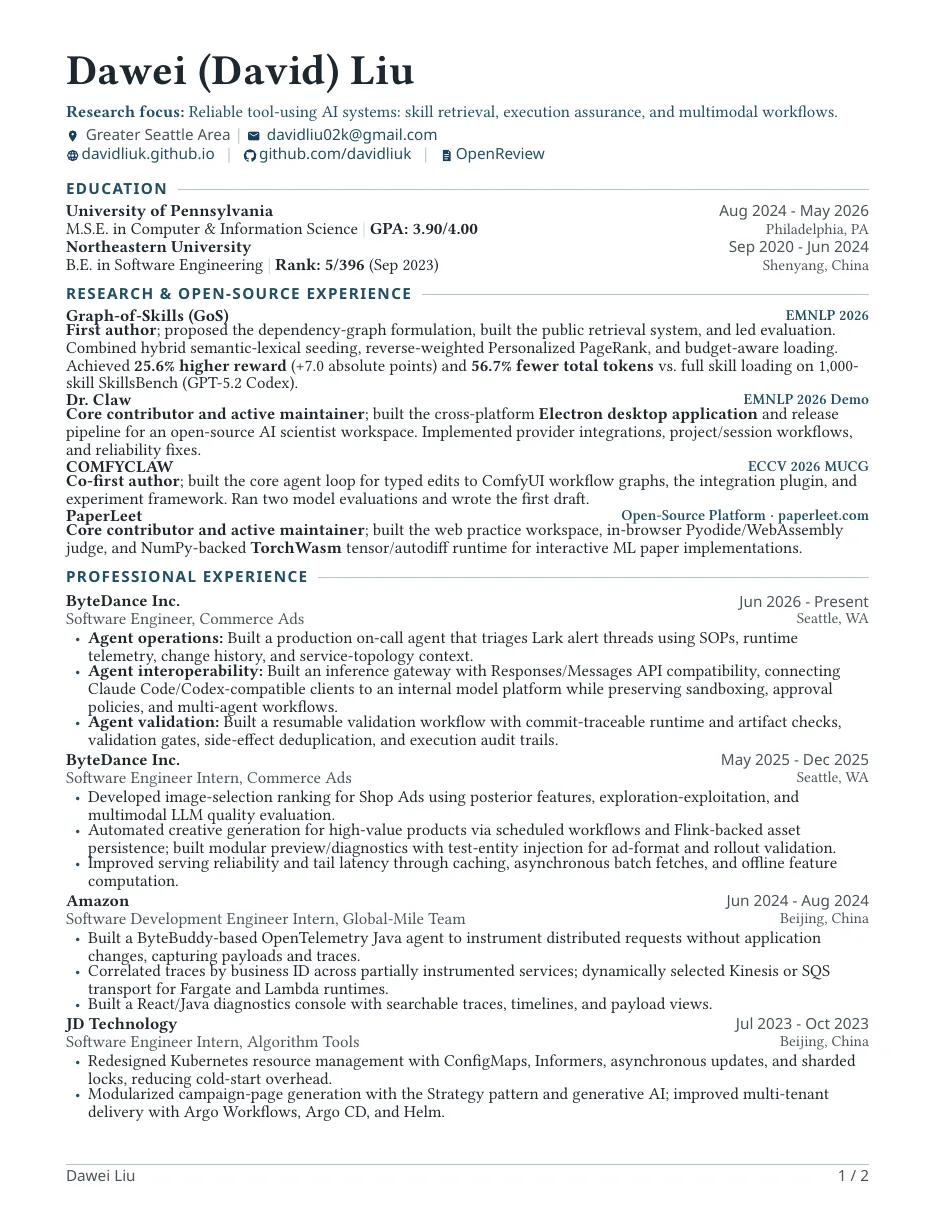 Dawei (David) Liu
Research focus: Reliable tool-using AI systems: skill retrieval, execution assurance, and multimodal workflows.
Greater Seattle Area | davidliu02k@gmail.com
davidliuk.github.io | github.com/davidliuk | OpenReview
EDUCATION
University of Pennsylvania Aug 2024 - May 2026
M.S.E. in Computer & Information Science | GPA: 3.90/4.00 Philadelphia, PA
Northeastern University Sep 2020 - Jun 2024
B.E. in Software Engineering | Rank: 5/396 (Sep 2023) Shenyang, China
RESEARCH & OPEN-SOURCE EXPERIENCE
Graph-of-Skills (GoS) EMNLP 2026
First author; proposed the dependency-graph formulation, built the public retrieval system, and led evaluation.
Combined hybrid semantic-lexical seeding, reverse-weighted Personalized PageRank, and budget-aware loading.
Achieved 25.6% higher reward (+7.0 absolute points) and 56.7% fewer total tokens vs. full skill loading on 1,000-
skill SkillsBench (GPT-5.2 Codex).
Dr. Claw EMNLP 2026 Demo
Core contributor and active maintainer; built the cross-platform Electron desktop application and release
pipeline for an open-source AI scientist workspace. Implemented provider integrations, project/session workflows,
and reliability fixes.
COMFYCLAW ECCV 2026 MUCG
Co-first author; built the core agent loop for typed edits to ComfyUI workflow graphs, the integration plugin, and
experiment framework. Ran two model evaluations and wrote the first draft.
PaperLeet Open-Source Platform · paperleet.com
Core contributor and active maintainer; built the web practice workspace, in-browser Pyodide/WebAssembly
judge, and NumPy-backed TorchWasm tensor/autodiff runtime for interactive ML paper implementations.
PROFESSIONAL EXPERIENCE
ByteDance Inc. Jun 2026 - Present
Software Engineer, Commerce Ads Seattle, WA
• Agent operations: Built a production on-call agent that triages Lark alert threads using SOPs, runtime
telemetry, change history, and service-topology context.
• Agent interoperability: Built an inference gateway with Responses/Messages API compatibility, connecting
Claude Code/Codex-compatible clients to an internal model platform while preserving sandboxing, approval
policies, and multi-agent workflows.
• Agent validation: Built a resumable validation workflow with commit-traceable runtime and artifact checks,
validation gates, side-effect deduplication, and execution audit trails.
ByteDance Inc. May 2025 - Dec 2025
Software Engineer Intern, Commerce Ads Seattle, WA
• Developed image-selection ranking for Shop Ads using posterior features, exploration-exploitation, and
multimodal LLM quality evaluation.
• Automated creative generation for high-value products via scheduled workflows and Flink-backed asset
persistence; built modular preview/diagnostics with test-entity injection for ad-format and rollout validation.
• Improved serving reliability and tail latency through caching, asynchronous batch fetches, and offline feature
computation.
Amazon Jun 2024 - Aug 2024
Software Development Engineer Intern, Global-Mile Team Beijing, China
• Built a ByteBuddy-based OpenTelemetry Java agent to instrument distributed requests without application
changes, capturing payloads and traces.
• Correlated traces by business ID across partially instrumented services; dynamically selected Kinesis or SQS
transport for Fargate and Lambda runtimes.
• Built a React/Java diagnostics console with searchable traces, timelines, and payload views.
JD Technology Jul 2023 - Oct 2023
Software Engineer Intern, Algorithm Tools Beijing, China
• Redesigned Kubernetes resource management with ConfigMaps, Informers, asynchronous updates, and sharded
locks, reducing cold-start overhead.
• Modularized campaign-page generation with the Strategy pattern and generative AI; improved multi-tenant
delivery with Argo Workflows, Argo CD, and Helm.
Dawei Liu 1 / 2